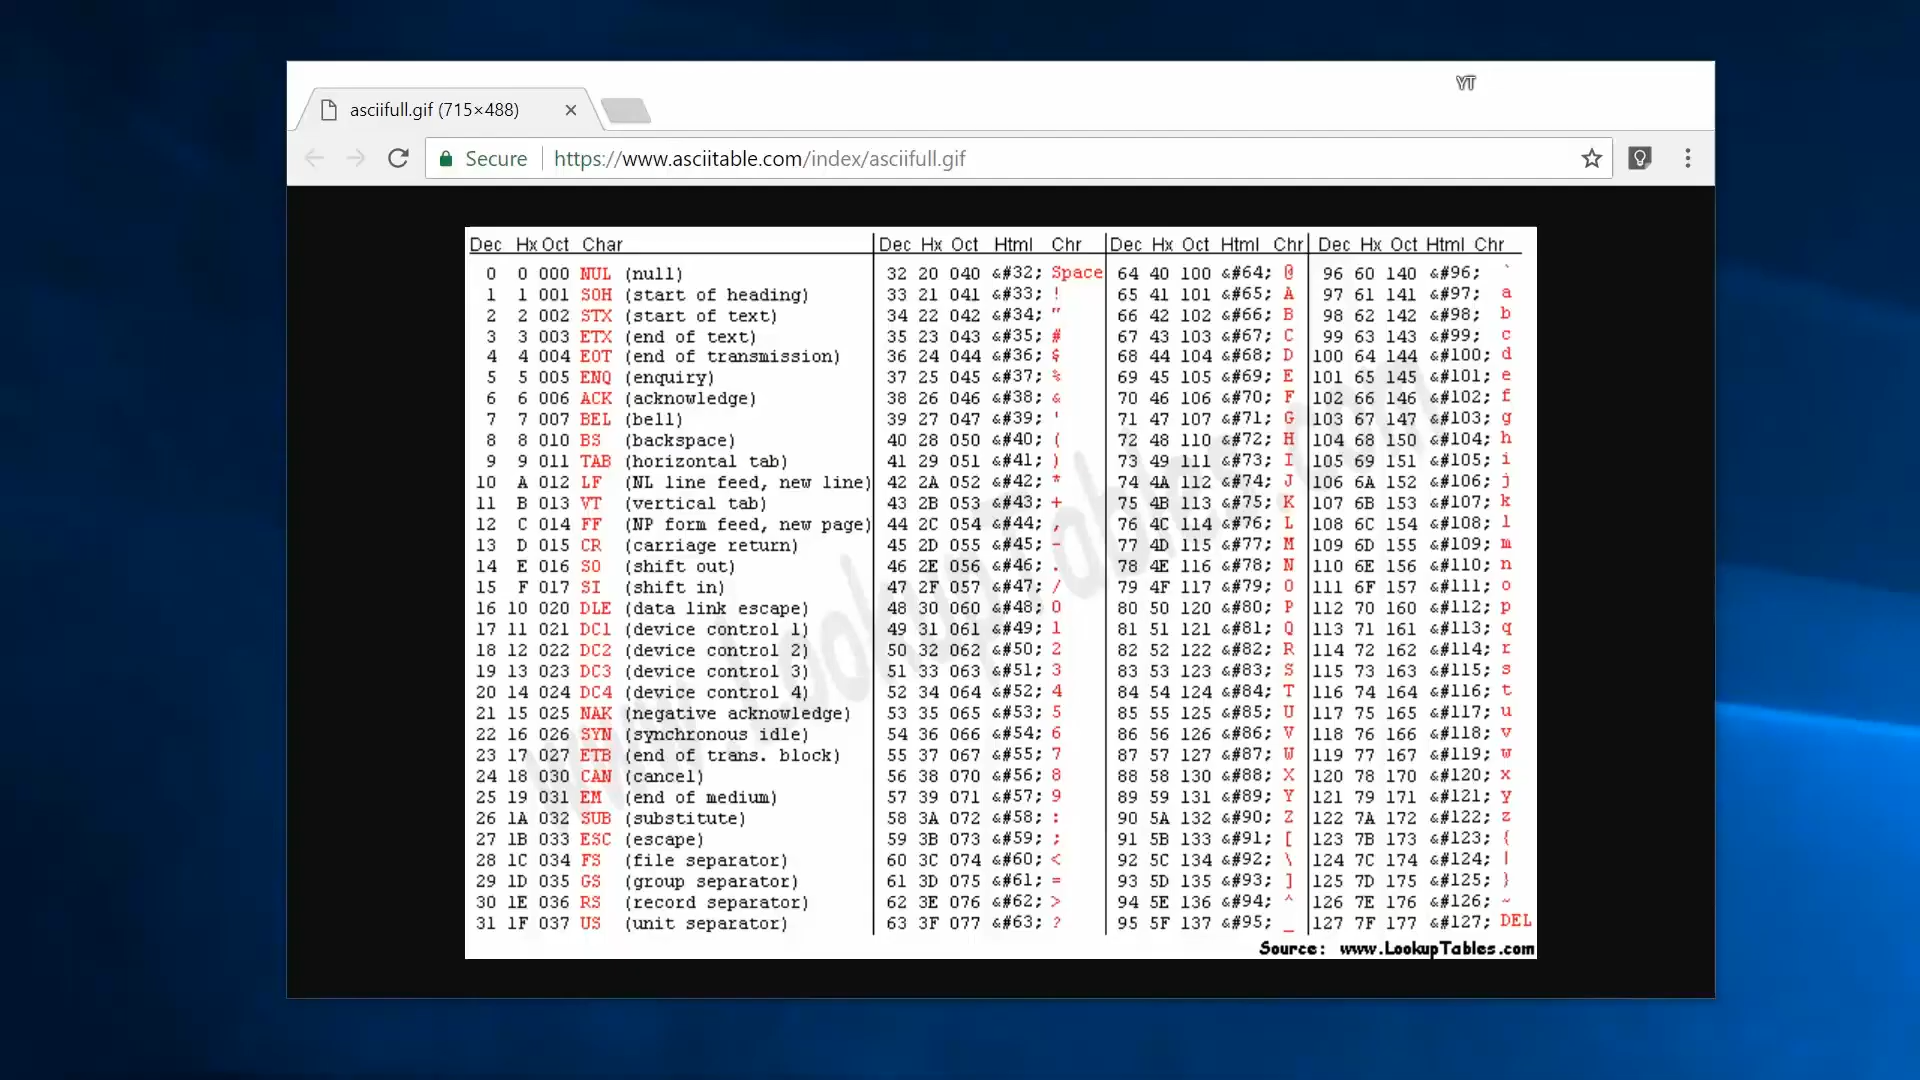 YT
asciifull.gif (715×488)
Secure https://www.asciitable.com/index/asciifull.gif
Dec Hx Oct Char Dec Hx Oct Html Chr Dec Hx Oct Html Chr Dec Hx Oct Html Chr
0 0 000 NUL (null) 32 20 040 &#32; Space 64 40 100 &#64; @ 96 60 140 &#96; `
1 1 001 SOH (start of heading) 33 21 041 &#33; ! 65 41 101 &#65; A 97 61 141 &#97; a
2 2 002 STX (start of text) 34 22 042 &#34; " 66 42 102 &#66; B 98 62 142 &#98; b
3 3 003 ETX (end of text) 35 23 043 &#35; # 67 43 103 &#67; C 99 63 143 &#99; c
4 4 004 EOT (end of transmission) 36 24 044 &#36; $ 68 44 104 &#68; D 100 64 144 &#100; d
5 5 005 ENQ (enquiry) 37 25 045 &#37; % 69 45 105 &#69; E 101 65 145 &#101; e
6 6 006 ACK (acknowledge) 38 26 046 &#38; & 70 46 106 &#70; F 102 66 146 &#102; f
7 7 007 BEL (bell) 39 27 047 &#39; ' 71 47 107 &#71; G 103 67 147 &#103; g
8 8 010 BS (backspace) 40 28 050 &#40; ( 72 48 110 &#72; H 104 68 150 &#104; h
9 9 011 TAB (horizontal tab) 41 29 051 &#41; ) 73 49 111 &#73; I 105 69 151 &#105; i
10 A 012 LF (NL line feed, new line) 42 2A 052 &#42; * 74 4A 112 &#74; J 106 6A 152 &#106; j
11 B 013 VT (vertical tab) 43 2B 053 &#43; + 75 4B 113 &#75; K 107 6B 153 &#107; k
12 C 014 FF (NP form feed, new page) 44 2C 054 &#44; , 76 4C 114 &#76; L 108 6C 154 &#108; l
13 D 015 CR (carriage return) 45 2D 055 &#45; - 77 4D 115 &#77; M 109 6D 155 &#109; m
14 E 016 SO (shift out) 46 2E 056 &#46; . 78 4E 116 &#78; N 110 6E 156 &#110; n
15 F 017 SI (shift in) 47 2F 057 &#47; / 79 4F 117 &#79; O 111 6F 157 &#111; o
16 10 020 DLE (data link escape) 48 30 060 &#48; 0 80 50 120 &#80; P 112 70 160 &#112; p
17 11 021 DC1 (device control 1) 49 31 061 &#49; 1 81 51 121 &#81; Q 113 71 161 &#113; q
18 12 022 DC2 (device control 2) 50 32 062 &#50; 2 82 52 122 &#82; R 114 72 162 &#114; r
19 13 023 DC3 (device control 3) 51 33 063 &#51; 3 83 53 123 &#83; S 115 73 163 &#115; s
20 14 024 DC4 (device control 4) 52 34 064 &#52; 4 84 54 124 &#84; T 116 74 164 &#116; t
21 15 025 NAK (negative acknowledge) 53 35 065 &#53; 5 85 55 125 &#85; U 117 75 165 &#117; u
22 16 026 SYN (synchronous idle) 54 36 066 &#54; 6 86 56 126 &#86; V 118 76 166 &#118; v
23 17 027 ETB (end of trans. block) 55 37 067 &#55; 7 87 57 127 &#87; W 119 77 167 &#119; w
24 18 030 CAN (cancel) 56 38 070 &#56; 8 88 58 130 &#88; X 120 78 170 &#120; x
25 19 031 EM (end of medium) 57 39 071 &#57; 9 89 59 131 &#89; Y 121 79 171 &#121; y
26 1A 032 SUB (substitute) 58 3A 072 &#58; : 90 5A 132 &#90; Z 122 7A 172 &#122; z
27 1B 033 ESC (escape) 59 3B 073 &#59; ; 91 5B 133 &#91; [ 123 7B 173 &#123; {
28 1C 034 FS (file separator) 60 3C 074 &#60; < 92 5C 134 &#92; \ 124 7C 174 &#124; |
29 1D 035 GS (group separator) 61 3D 075 &#61; = 93 5D 135 &#93; ] 125 7D 175 &#125; }
30 1E 036 RS (record separator) 62 3E 076 &#62; > 94 5E 136 &#94; ^ 126 7E 176 &#126; ~
31 1F 037 US (unit separator) 63 3F 077 &#63; ? 95 5F 137 &#95; _ 127 7F 177 &#127; DEL
Source: www.LookupTables.com
www.LookupTables.com